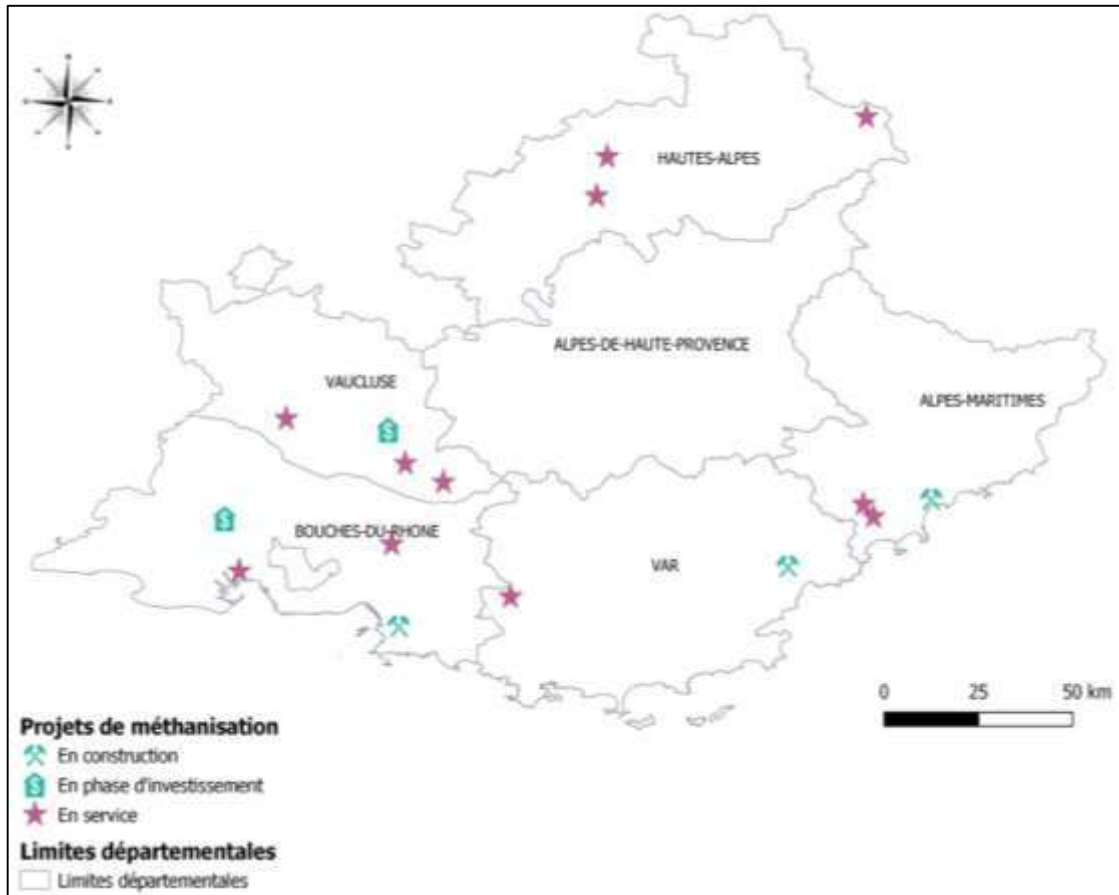 HAUTES-ALPES
ALPES-DE-HAUTE-PROVENCE
VAUCLUSE
ALPES-MARITIMES
BOUCHES-DU-RHONE
VAR
0 25 50 km
Projets de méthanisation
En construction
En phase d'investissement
En service
Limites départementales
Limites départementales